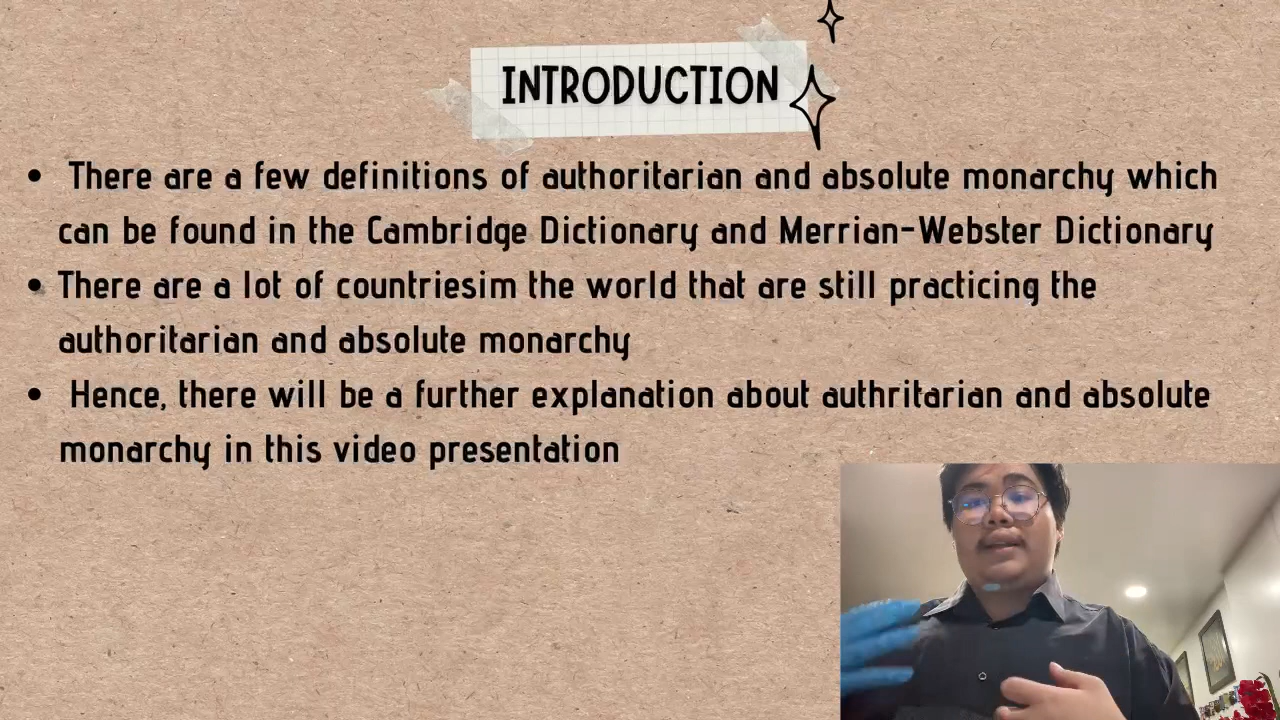 INTRODUCTION
• There are a few definitions of authoritarian and absolute monarchy which
can be found in the Cambridge Dictionary and Merrian-Webster Dictionary
• There are a lot of countriesim the world that are still practicing the
authoritarian and absolute monarchy
• Hence, there will be a further explanation about authritarian and absolute
monarchy in this video presentation